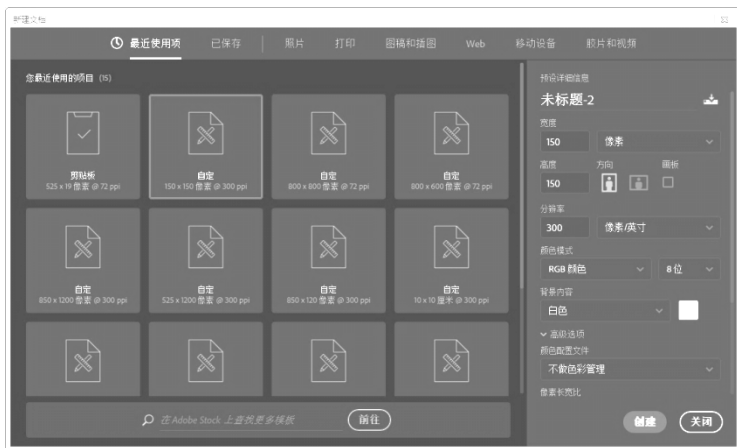 新建文档
最近使用项 已保存 照片 打印 图稿和插图 Web 移动设备 胶片和视频
您最近使用的项目 (15)
剪贴板
525 x 19 像素 @ 72 ppi
自定
150 x 150 像素 @ 300 ppi
自定
800 x 800 像素 @ 72 ppi
自定
800 x 600 像素 @ 72 ppi
自定
850 x 1200 像素 @ 300 ppi
自定
525 x 1200 像素 @ 300 ppi
自定
850 x 120 像素 @ 300 ppi
自定
10 x 10 厘米 @ 300 ppi
在 Adobe Stock 上查找更多模板 前往
预设详细信息
未标题-2
宽度
150 像素
高度 方向 画板
150
分辨率
300 像素/英寸
颜色模式
RGB 颜色 8 位
背景内容
白色
高级选项
颜色配置文件
不做色彩管理
像素长宽比
创建 关闭